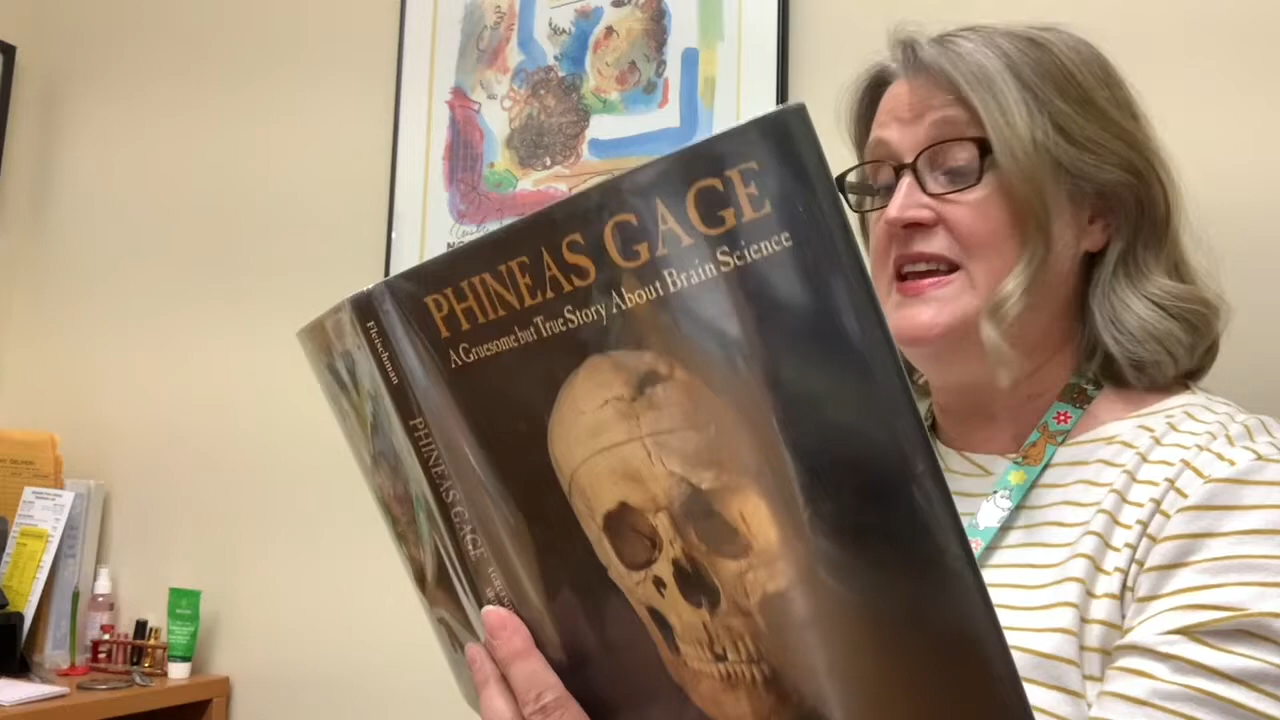 PHINEAS GAGE
A Gruesome but True Story About Brain Science
Fleischman
PHINEAS GAGE